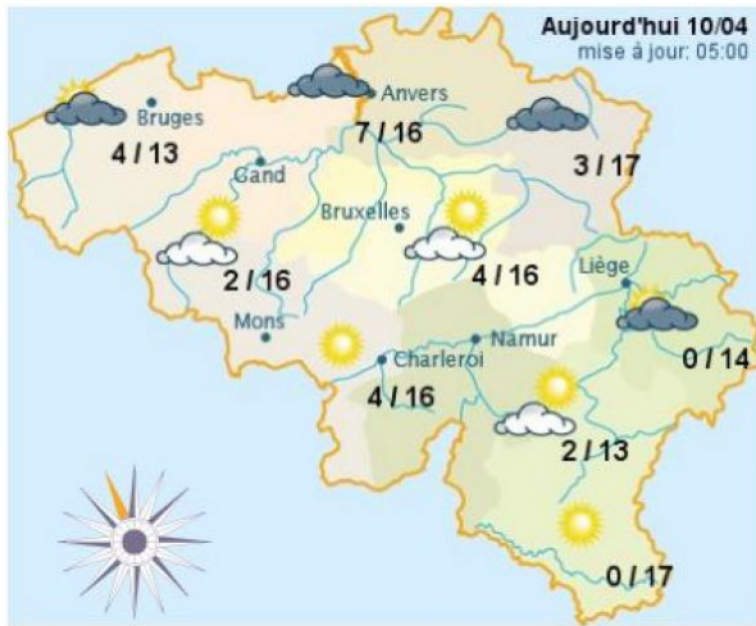 Aujourd'hui 10/04
mise à jour: 05:00
Anvers
Bruges
7 / 16
4 / 13
3 / 17
Gand
Bruxelles
2 / 16
4 / 16
Liège
Mons
Namur
Charleroi
0 / 14
4 / 16
2 / 13
0 / 17